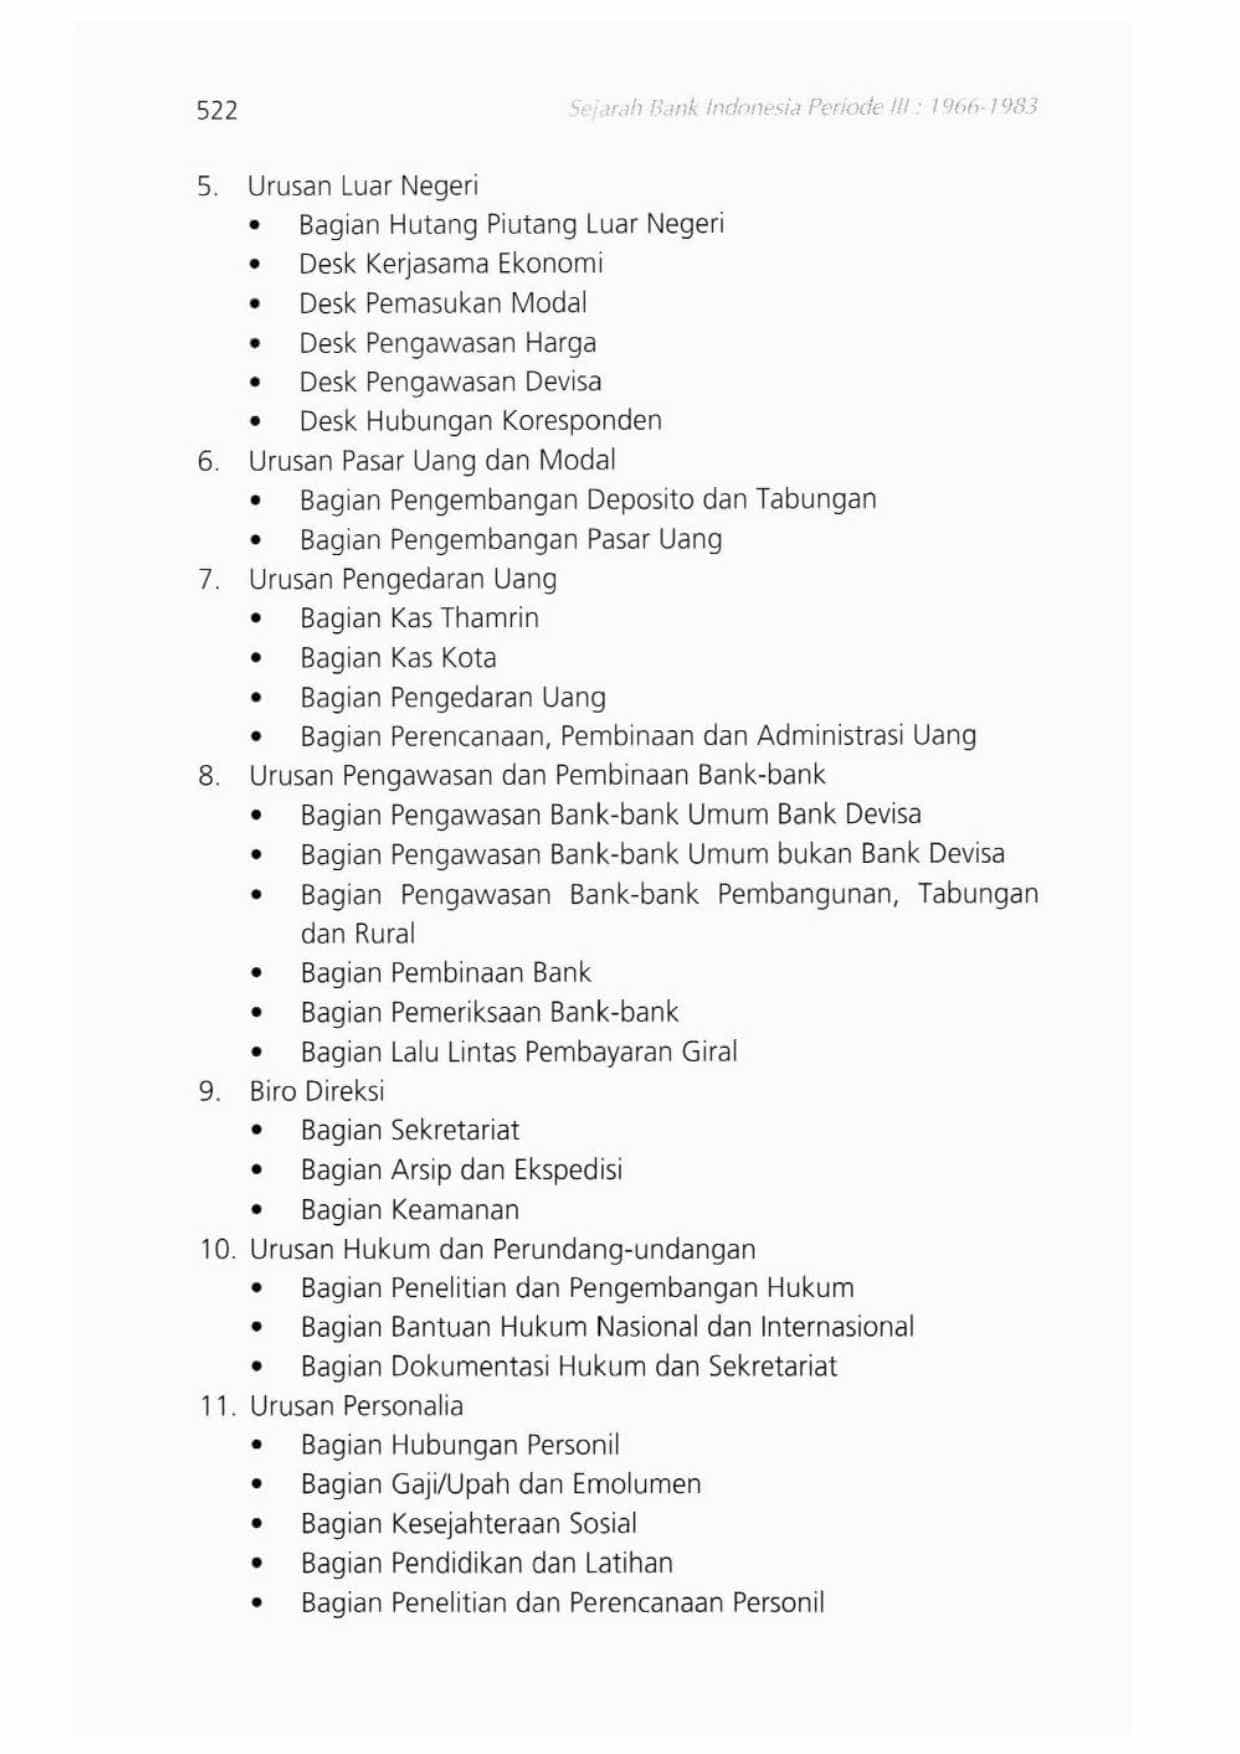 522
Sejarah Bank Indonesia Periode III : 1966-1983
5. Urusan Luar Negeri
• Bagian Hutang Piutang Luar Negeri
• Desk Kerjasama Ekonomi
• Desk Pemasukan Modal
• Desk Pengawasan Harga
• Desk Pengawasan Devisa
• Desk Hubungan Koresponden
6. Urusan Pasar Uang dan Modal
• Bagian Pengembangan Deposito dan Tabungan
• Bagian Pengembangan Pasar Uang
7. Urusan Pengedaran Uang
• Bagian Kas Thamrin
• Bagian Kas Kota
• Bagian Pengedaran Uang
• Bagian Perencanaan, Pembinaan dan Administrasi Uang
8. Urusan Pengawasan dan Pembinaan Bank-bank
• Bagian Pengawasan Bank-bank Umum Bank Devisa
• Bagian Pengawasan Bank-bank Umum bukan Bank Devisa
• Bagian Pengawasan Bank-bank Pembangunan, Tabungan
dan Rural
• Bagian Pembinaan Bank
• Bagian Pemeriksaan Bank-bank
• Bagian Lalu Lintas Pembayaran Giral
9. Biro Direksi
• Bagian Sekretariat
• Bagian Arsip dan Ekspedisi
• Bagian Keamanan
10. Urusan Hukum dan Perundang-undangan
• Bagian Penelitian dan Pengembangan Hukum
• Bagian Bantuan Hukum Nasional dan Internasional
• Bagian Dokumentasi Hukum dan Sekretariat
11. Urusan Personalia
• Bagian Hubungan Personil
• Bagian Gaji/Upah dan Emolumen
• Bagian Kesejahteraan Sosial
• Bagian Pendidikan dan Latihan
• Bagian Penelitian dan Perencanaan Personil